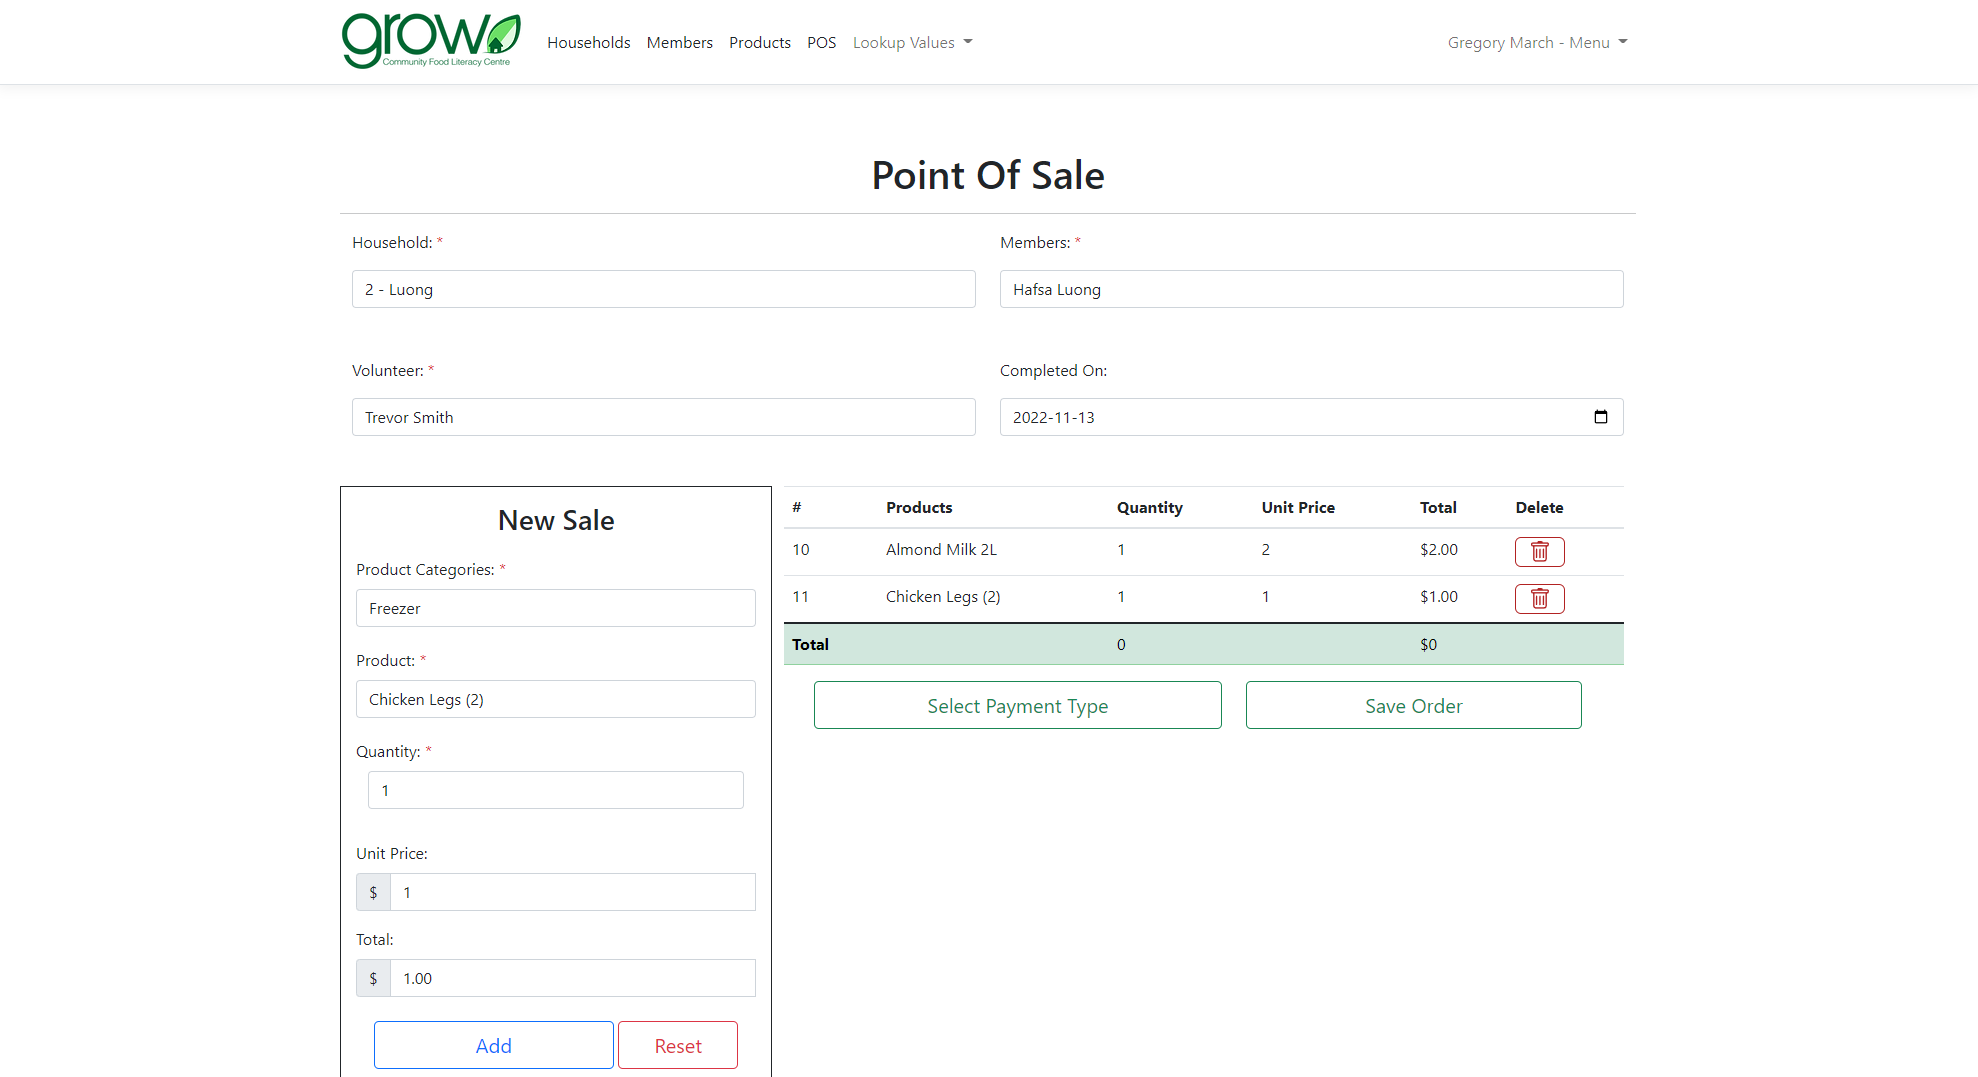 grow
Community Food Literacy Centre
Households Members Products POS Lookup Values
Gregory March - Menu
Point Of Sale
Household: *
2 - Luong
Members: *
Hafsa Luong
Volunteer: *
Trevor Smith
Completed On:
2022-11-13
New Sale
Product Categories: *
Freezer
Product: *
Chicken Legs (2)
Quantity: *
1
Unit Price:
$ 1
Total:
$ 1.00
Add Reset
# Products Quantity Unit Price Total Delete
10 Almond Milk 2L 1 2 $2.00
11 Chicken Legs (2) 1 1 $1.00
Total 0 $0
Select Payment Type Save Order